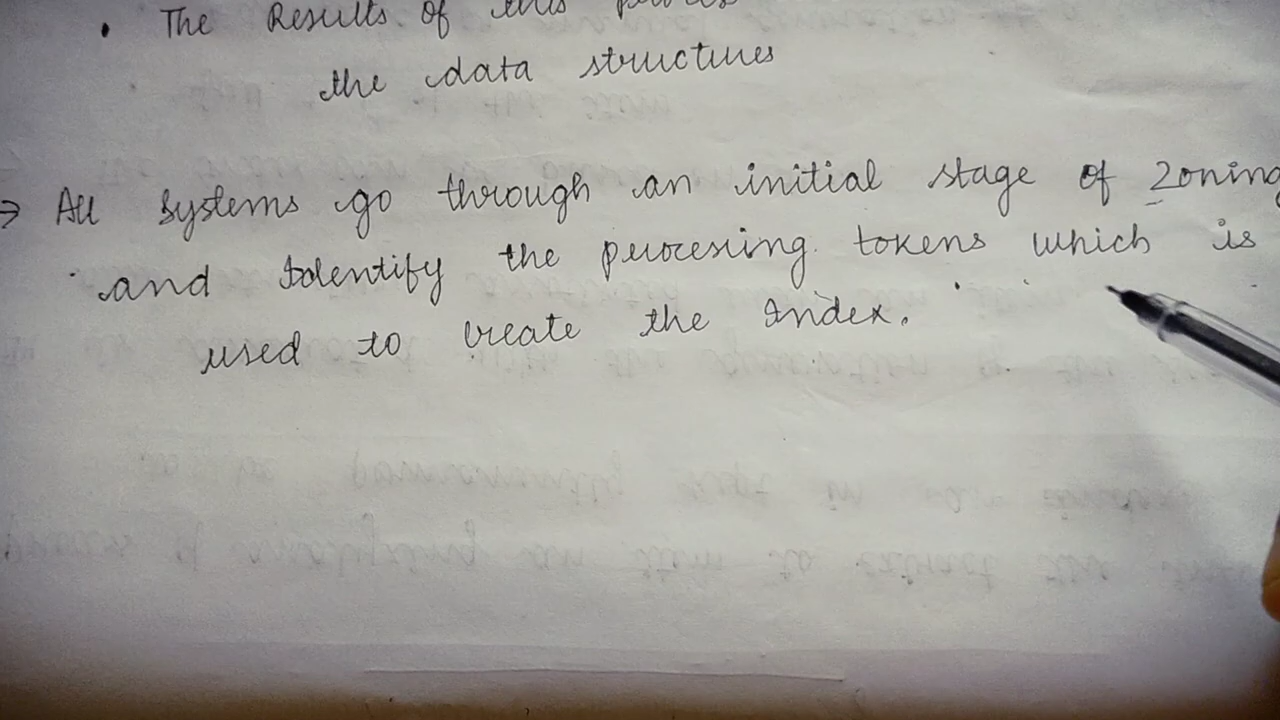 • The Results of this
the data structures
→ All systems go through an initial stage of Zoning
and Identify the processing tokens which is
used to create the Index.